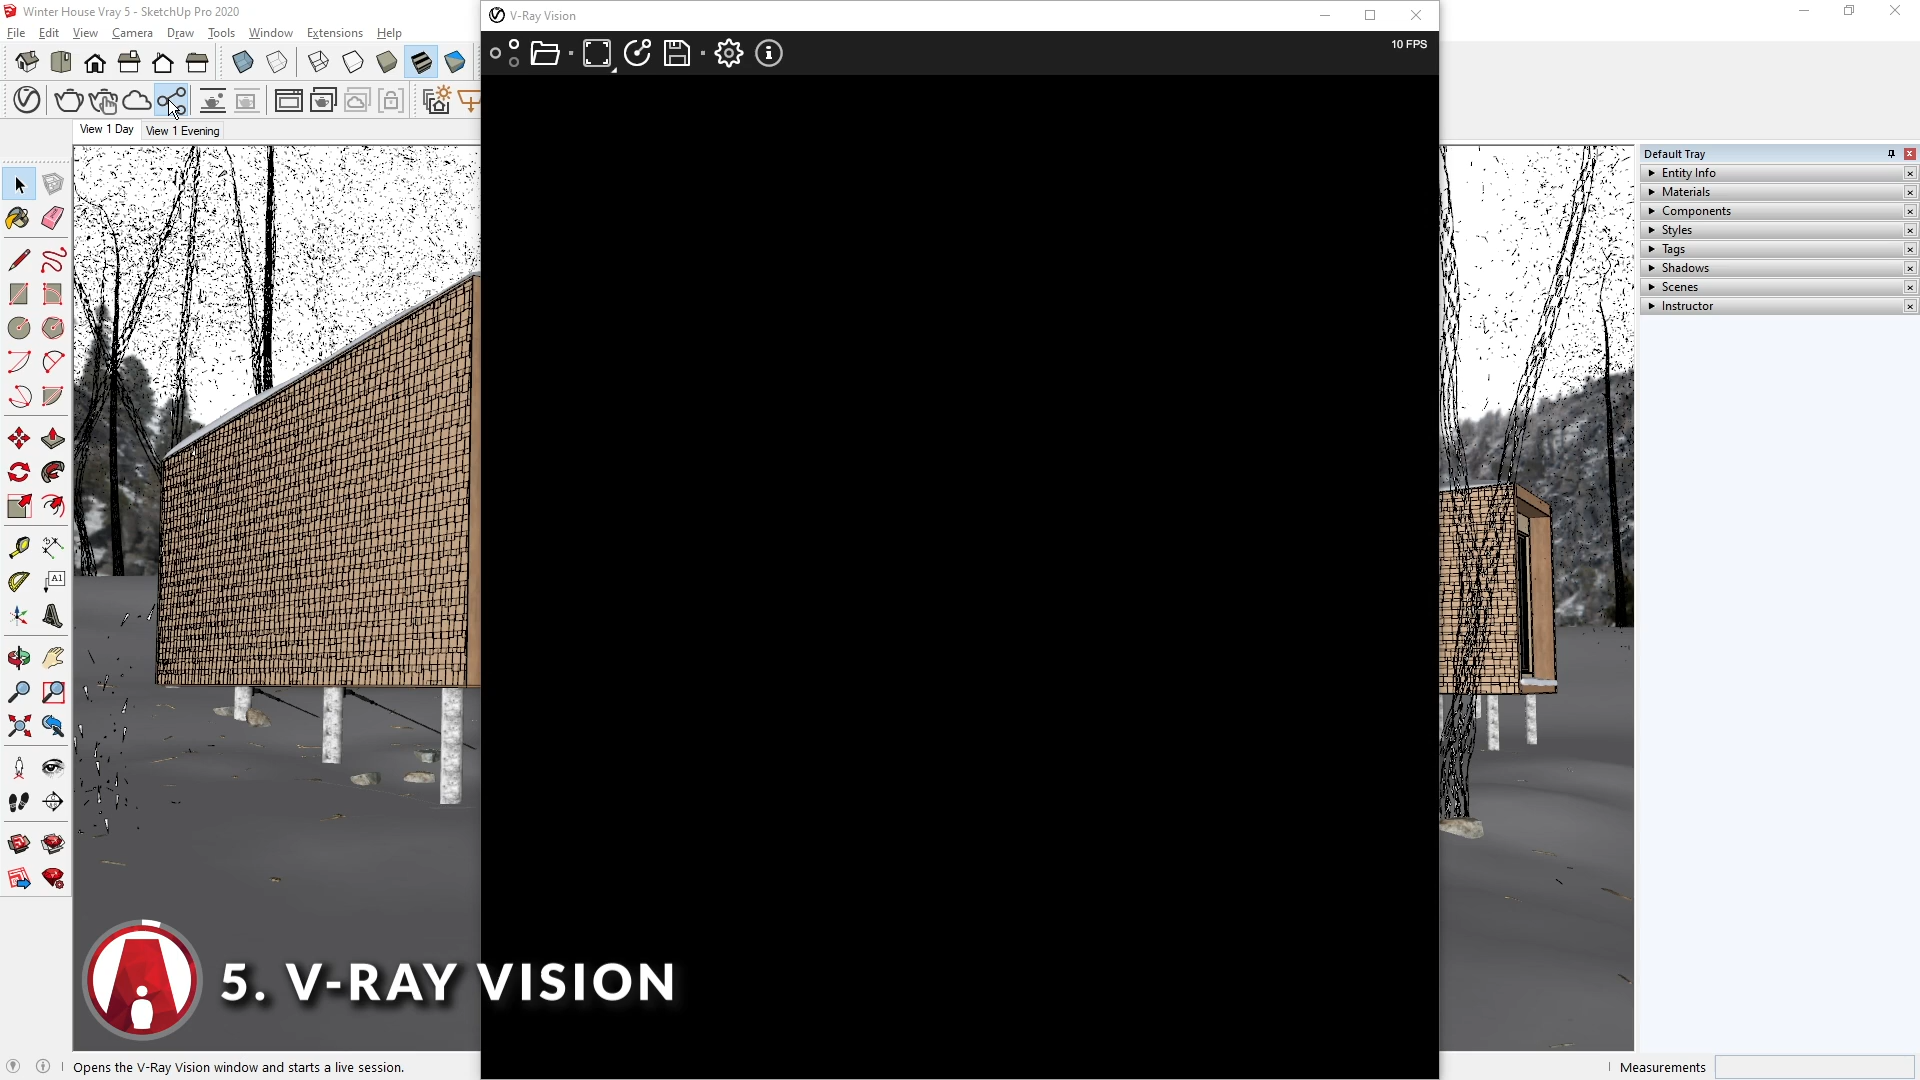 Winter House Vray 5 - SketchUp Pro 2020
File Edit View Camera Draw Tools Window Extensions Help
V-Ray Vision
10 FPS
View 1 Day View 1 Evening
Default Tray
Entity Info
Materials
Components
Styles
Tags
Shadows
Scenes
Instructor
A1
5. V-RAY VISION
Opens the V-Ray Vision window and starts a live session.
Measurements